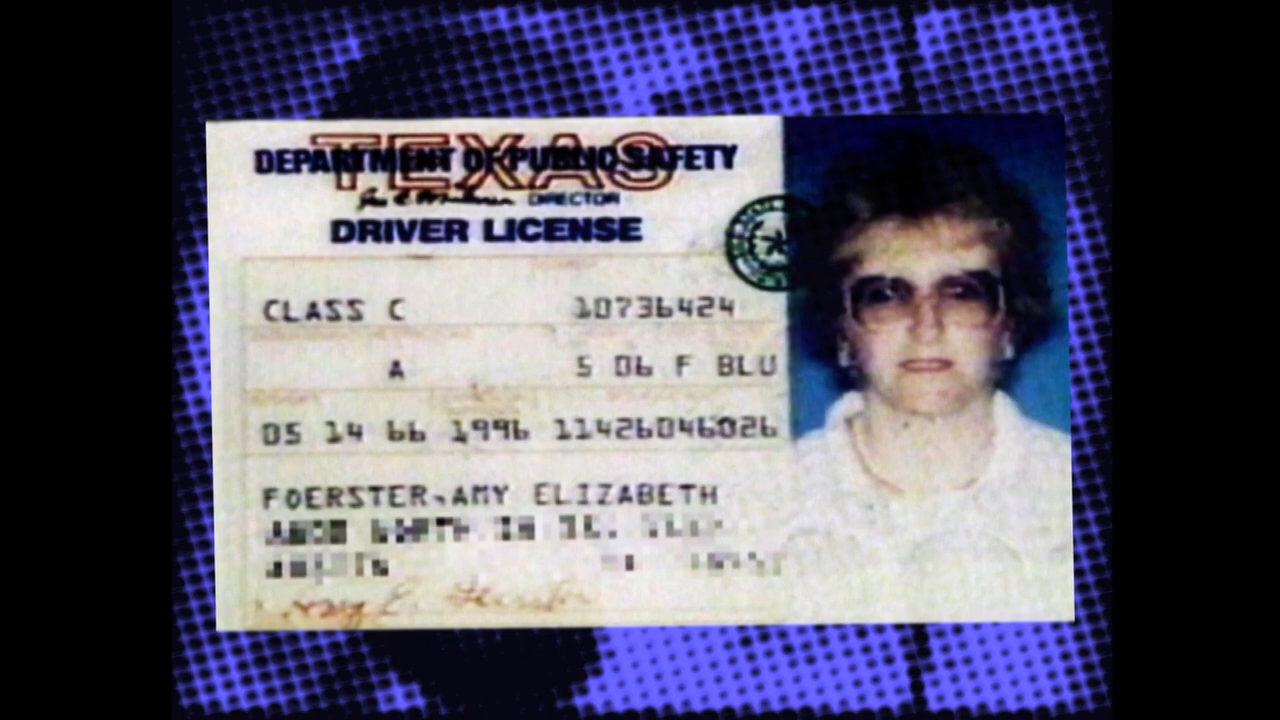 TEXAS
DEPARTMENT OF PUBLIC SAFETY
DIRECTOR
DRIVER LICENSE
CLASS C 10736424
A 5 06 F BLU
05 14 66 1996 11426046026
FOERSTER,AMY ELIZABETH